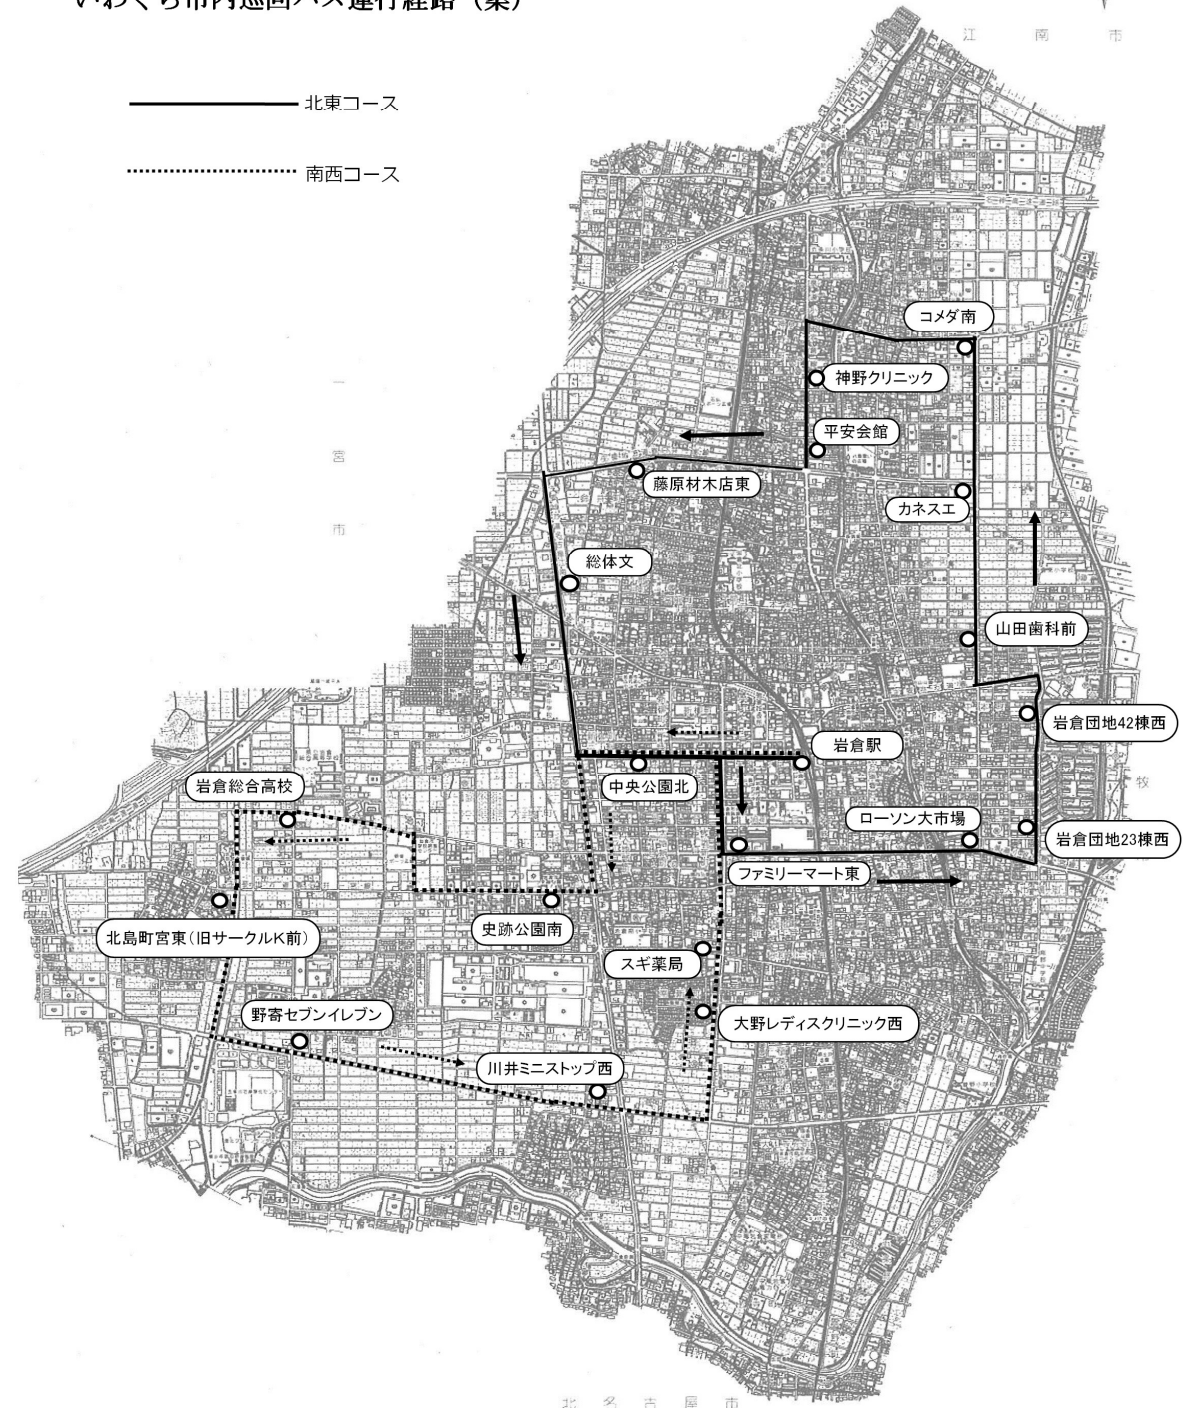 いわくら市内巡回バス運行経路（案）
江南市
北東コース
南西コース
コメダ南
神野クリニック
一宮市
平安会館
藤原材木店東
カネスエ
総体文
山田歯科前
岩倉団地42棟西
岩倉駅
牧
岩倉総合高校
中央公園北
ローソン大市場
岩倉団地23棟西
ファミリーマート東
史跡公園南
北島町宮東（旧サークルK前）
スギ薬局
野寄セブンイレブン
大野レディスクリニック西
川井ミニストップ西
北名古屋市